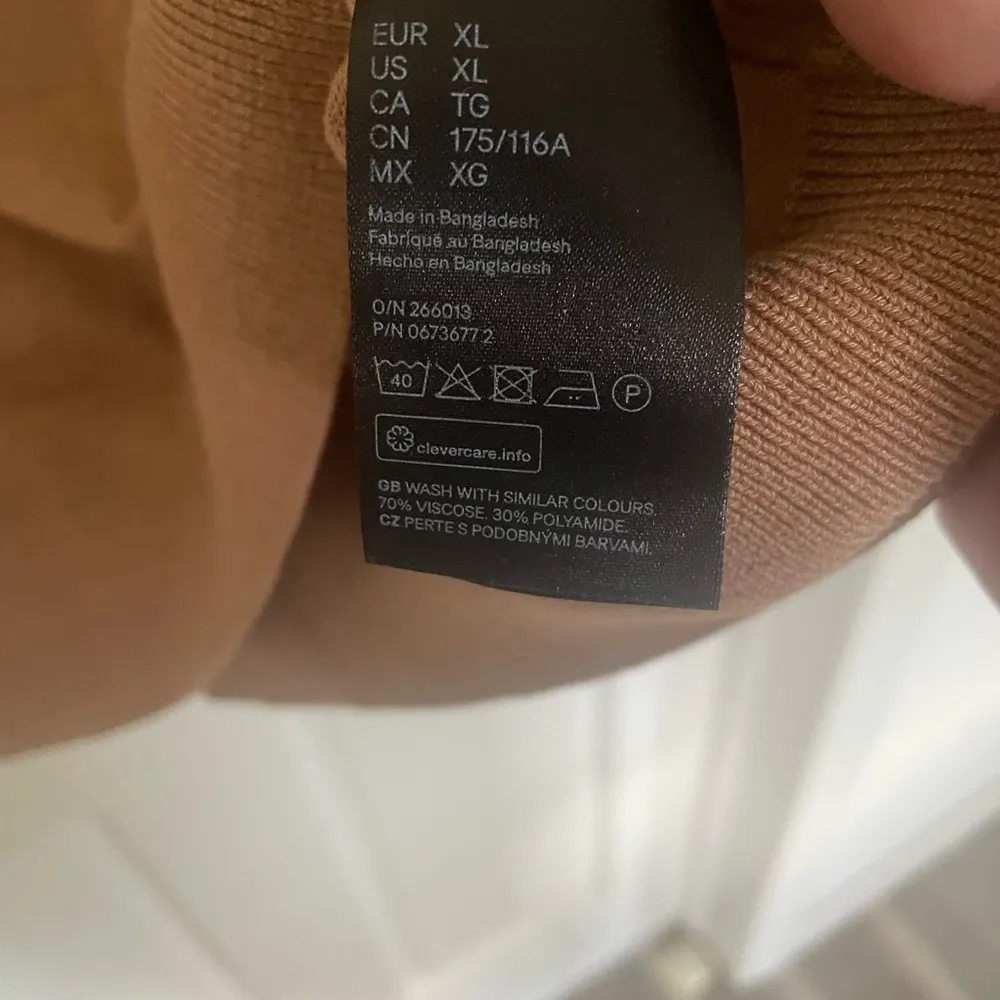 EUR XL
US XL
CA TG
CN 175/116A
MX XG
Made in Bangladesh
Fabriqué au Bangladesh
Hecho en Bangladesh
O/N 266013
P/N 0673677 2
40 P
clevercare.info
GB WASH WITH SIMILAR COLOURS.
70% VISCOSE. 30% POLYAMIDE.
CZ PERTE S PODOBNÝMI BARVAMI.